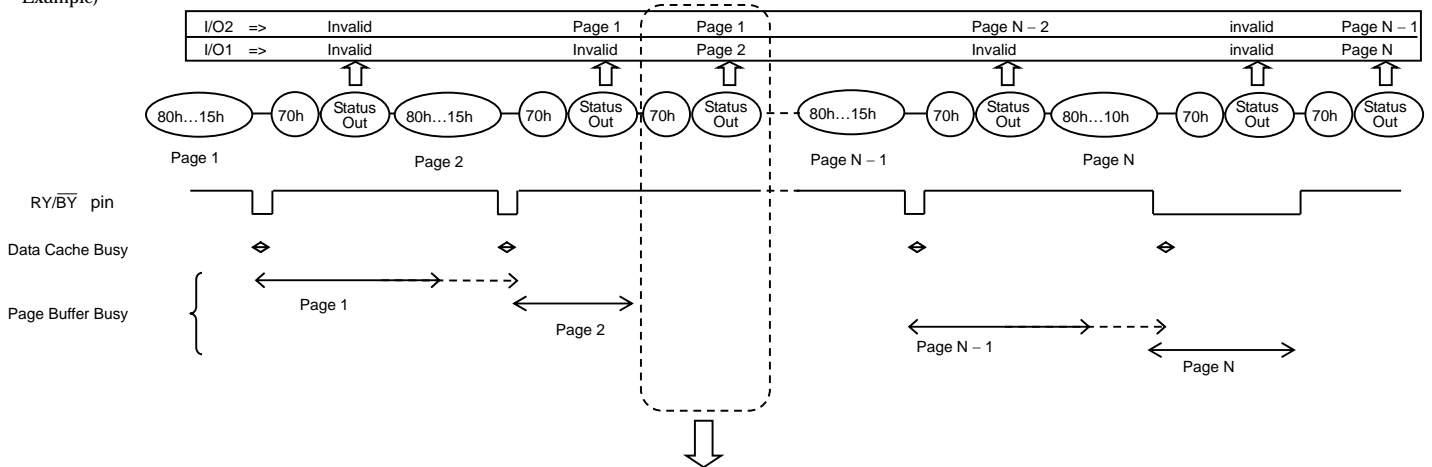 Example)
I/O2 => Invalid Page 1 Page 1 Page N – 2 invalid Page N – 1
I/O1 => Invalid Invalid Page 2 Invalid invalid Page N
80h…15h 70h Status Out 80h…15h 70h Status Out 70h Status Out 80h…15h 70h Status Out 80h…10h 70h Status Out 70h Status Out
Page 1 Page 2 Page N – 1 Page N
RY/B̅Y̅ pin
Data Cache Busy
Page Buffer Busy
Page 1
Page 2
Page N – 1
Page N